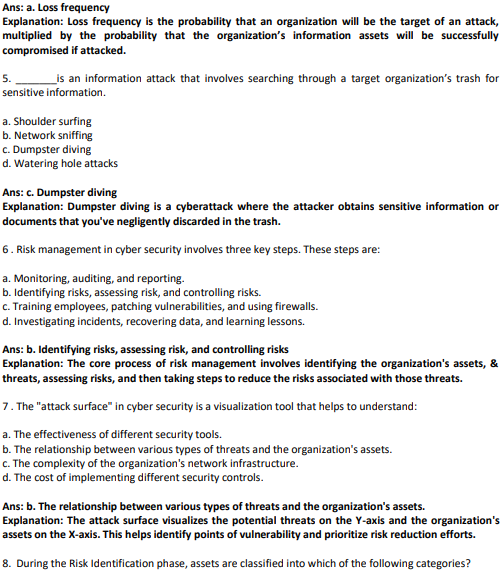 Ans: a. Loss frequency
Explanation: Loss frequency is the probability that an organization will be the target of an attack,
multiplied by the probability that the organization's information assets will be successfully
compromised if attacked.
5. _______is an information attack that involves searching through a target organization's trash for
sensitive information.
a. Shoulder surfing
b. Network sniffing
c. Dumpster diving
d. Watering hole attacks
Ans: c. Dumpster diving
Explanation: Dumpster diving is a cyberattack where the attacker obtains sensitive information or
documents that you've negligently discarded in the trash.
6 . Risk management in cyber security involves three key steps. These steps are:
a. Monitoring, auditing, and reporting.
b. Identifying risks, assessing risk, and controlling risks.
c. Training employees, patching vulnerabilities, and using firewalls.
d. Investigating incidents, recovering data, and learning lessons.
Ans: b. Identifying risks, assessing risk, and controlling risks
Explanation: The core process of risk management involves identifying the organization's assets, &
threats, assessing risks, and then taking steps to reduce the risks associated with those threats.
7 . The "attack surface" in cyber security is a visualization tool that helps to understand:
a. The effectiveness of different security tools.
b. The relationship between various types of threats and the organization's assets.
c. The complexity of the organization's network infrastructure.
d. The cost of implementing different security controls.
Ans: b. The relationship between various types of threats and the organization's assets.
Explanation: The attack surface visualizes the potential threats on the Y-axis and the organization's
assets on the X-axis. This helps identify points of vulnerability and prioritize risk reduction efforts.
8. During the Risk Identification phase, assets are classified into which of the following categories?